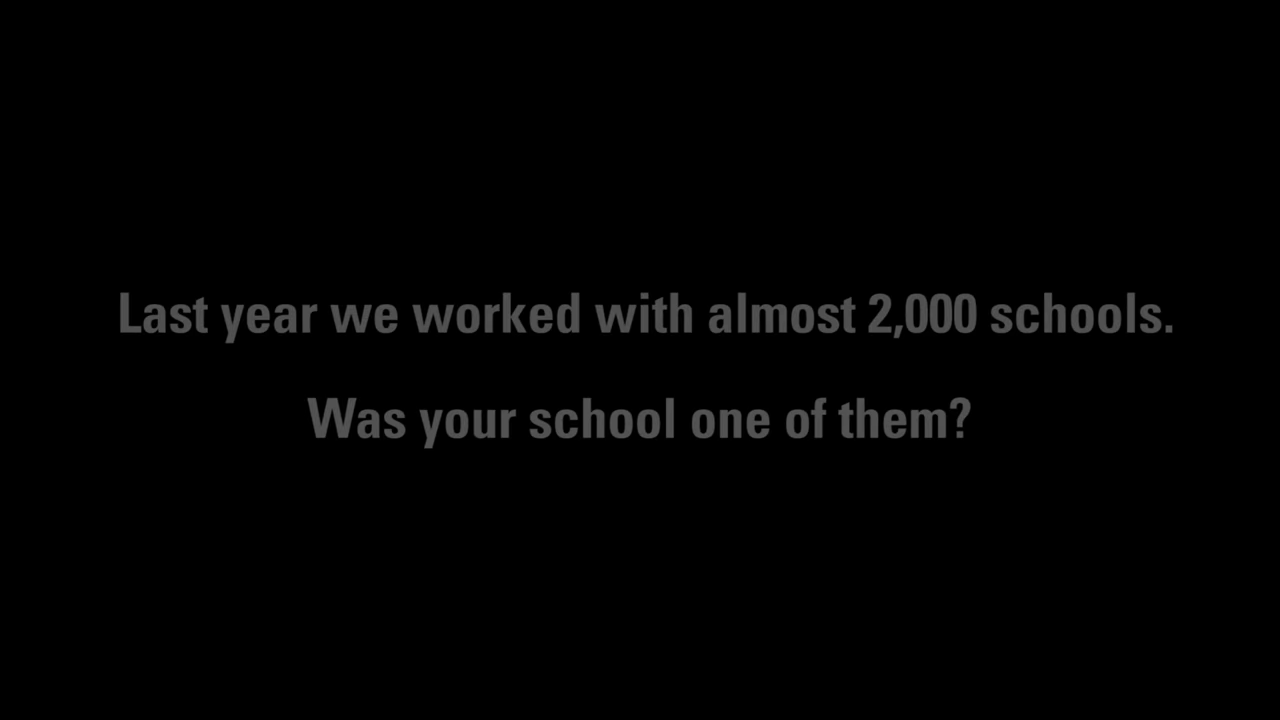 Last year we worked with almost 2,000 schools.
Was your school one of them?